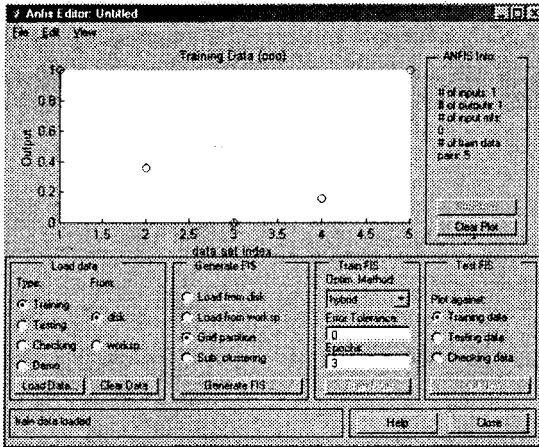 Anfis Editor: Untitled
File Edit View
Training Data (ooo)
ANFIS Info.
1
0.8
0.6
0.4
0.2
0
Output
1 1.5 2 2.5 3 3.5 4 4.5 5
data set index
# of inputs: 1
# of outputs: 1
# of input mfs:
0
# of train data
pairs: 5
Clear Plot
Load data
Type: From:
Training
Testing
Checking
Demo
disk
worksp.
Load Data... Clear Data
Generate FIS
Load from disk
Load from worksp.
Grid partition
Sub. clustering
Generate FIS...
Train FIS
Optim. Method:
hybrid
Error Tolerance:
0
Epochs:
3
Test FIS
Plot against:
Training data
Testing data
Checking data
train data loaded
Help Close